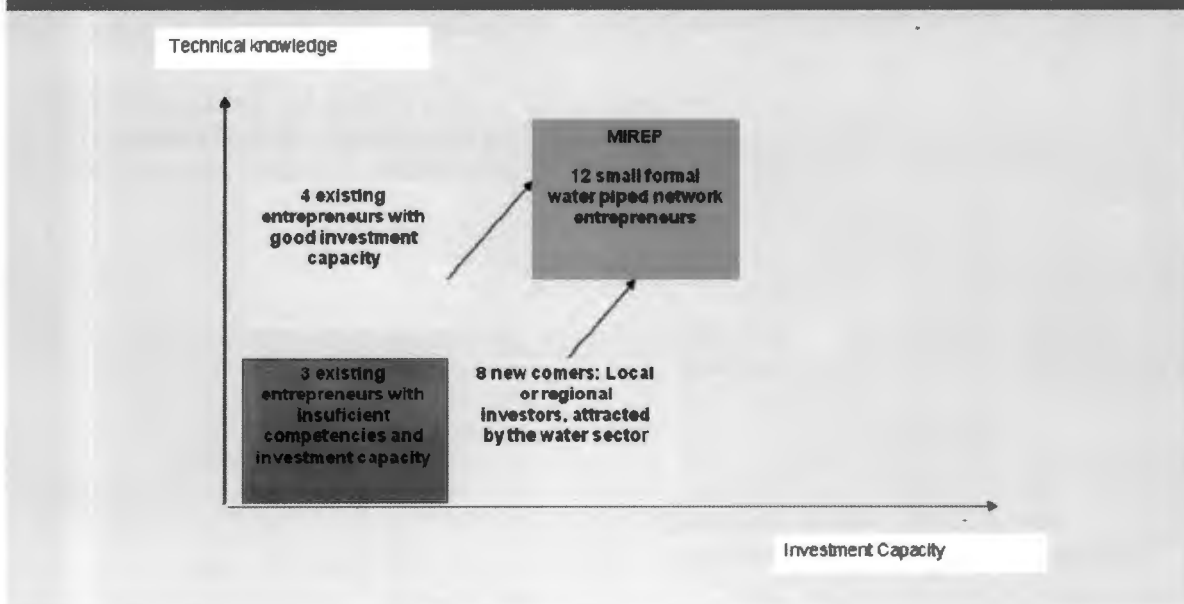 Technical knowledge
MIREP
12 small formal
water piped network
entrepreneurs
4 existing
entrepreneurs with
good investment
capacity
3 existing
entrepreneurs with
insuficient
competencies and
investment capacity
8 new comers: Local
or regional
investors, attracted
by the water sector
Investment Capacity